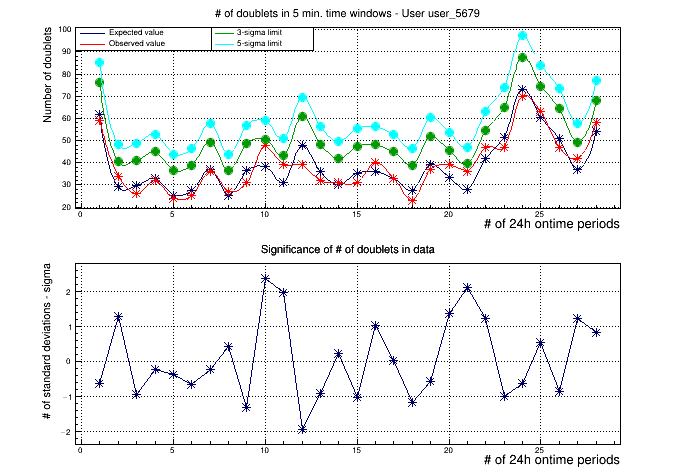 # of doublets in 5 min. time windows - User user_5679
Number of doublets
Expected value
Observed value
3-sigma limit
5-sigma limit
100
90
80
70
60
50
40
30
20
0
5
10
15
20
25
# of 24h ontime periods
Significance of # of doublets in data
# of standard deviations - sigma
2
1
0
−1
−2
0
5
10
15
20
25
# of 24h ontime periods